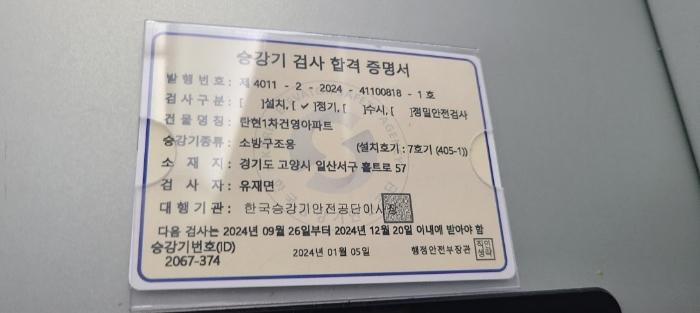 승강기 검사 합격 증명서
발 행 번 호 : 제 4011 - 2 - 2024 - 41100818 - 1 호
검 사 구 분 : [ ]설치, [ ✓ ]정기, [ ]수시, [ ]정밀안전검사
건 물 명 칭 : 탄현1차건영아파트
승강기종류 : 소방구조용 (설치호기 : 7호기 (405-1))
소 재 지 : 경기도 고양시 일산서구 홀트로 57
검 사 자 : 유재면
대 행 기 관 : 한국승강기안전공단이사장
다음 검사는 2024년 09월 26일부터 2024년 12월 20일 이내에 받아야 함
승강기번호(ID) 2024년 01월 05일 행정안전부장관 직인생략
2067-374